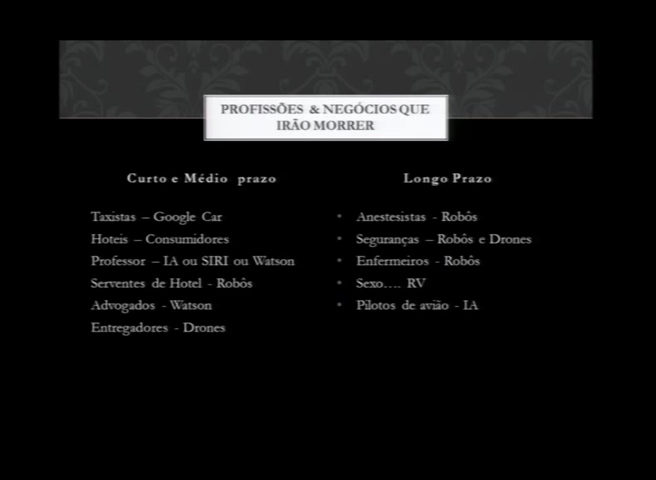 PROFISSÕES & NEGÓCIOS QUE
IRÃO MORRER
Curto e Médio prazo
Taxistas – Google Car
Hoteis – Consumidores
Professor – IA ou SIRI ou Watson
Serventes de Hotel - Robôs
Advogados - Watson
Entregadores - Drones
Longo Prazo
• Anestesistas - Robôs
• Seguranças – Robôs e Drones
• Enfermeiros - Robôs
• Sexo.... RV
• Pilotos de avião - IA